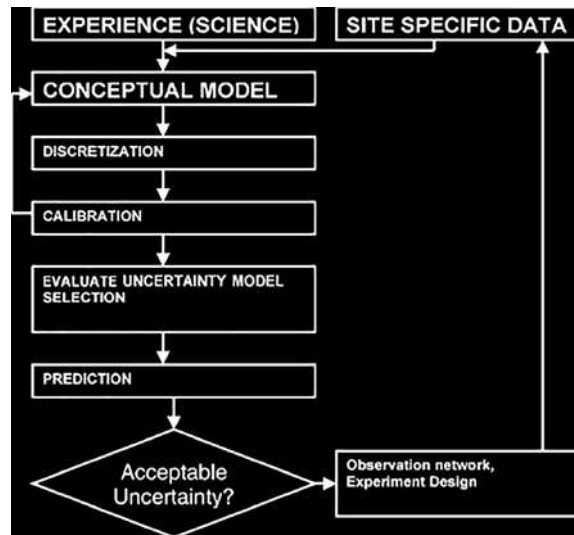 EXPERIENCE (SCIENCE)
SITE SPECIFIC DATA
CONCEPTUAL MODEL
DISCRETIZATION
CALIBRATION
EVALUATE UNCERTAINTY MODEL
SELECTION
PREDICTION
Acceptable
Uncertainty?
Observation network,
Experiment Design